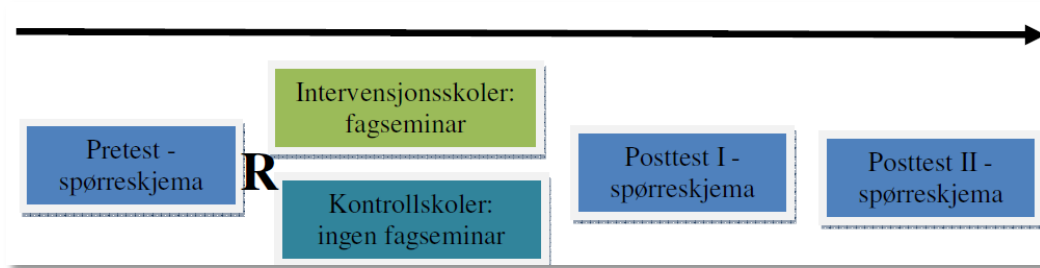 Pretest -
spørreskjema
R
Intervensjonsskoler:
fagseminar
Kontrollskoler:
ingen fagseminar
Posttest I -
spørreskjema
Posttest II -
spørreskjema